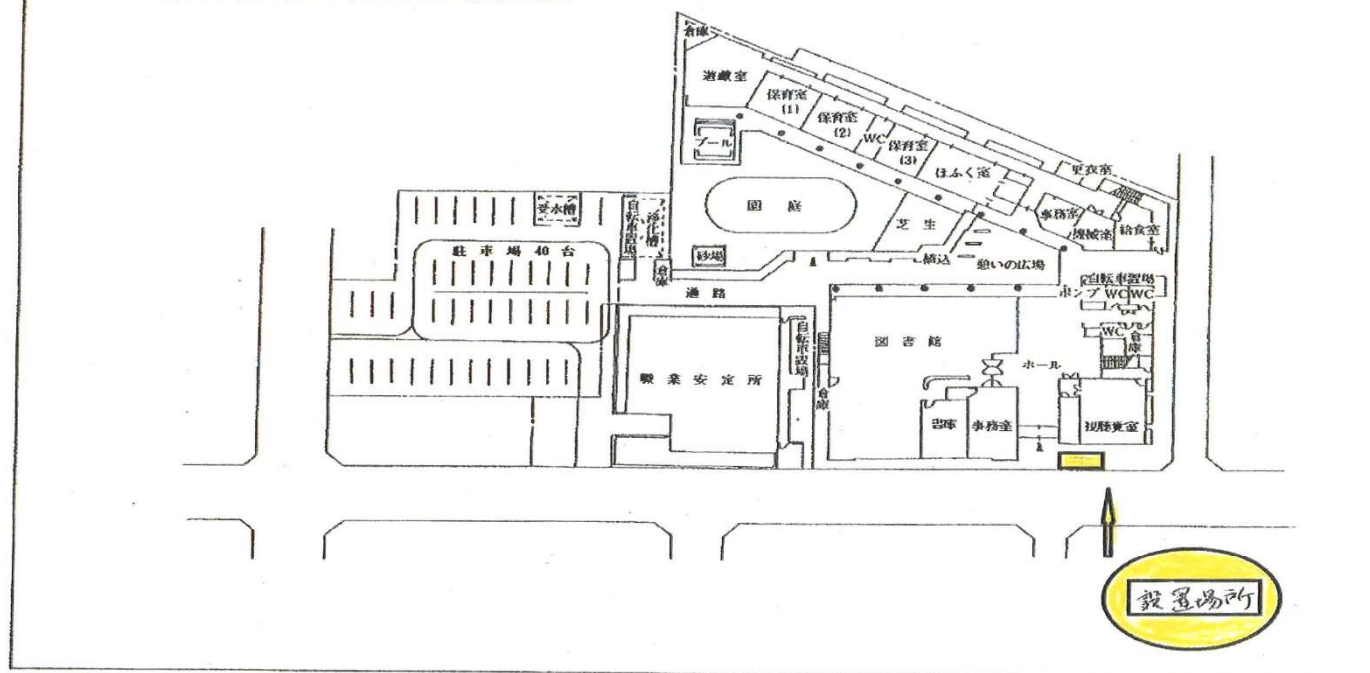 倉庫
遊戯室
保育室
(1)
保育室
(2)
WC
保育室
(3)
ほふく室
更衣室
プール
園庭
芝生
事務室
機械室
給食室
受水槽
自転車置場
浄化槽
駐車場40台
砂場
倉庫
植込
憩いの広場
通路
自転車置場
ポンプ
WC
WC
図書館
自転車置場
WC
倉庫
ホール
職業安定所
倉庫
書庫
事務室
視聴覚室
設置場所